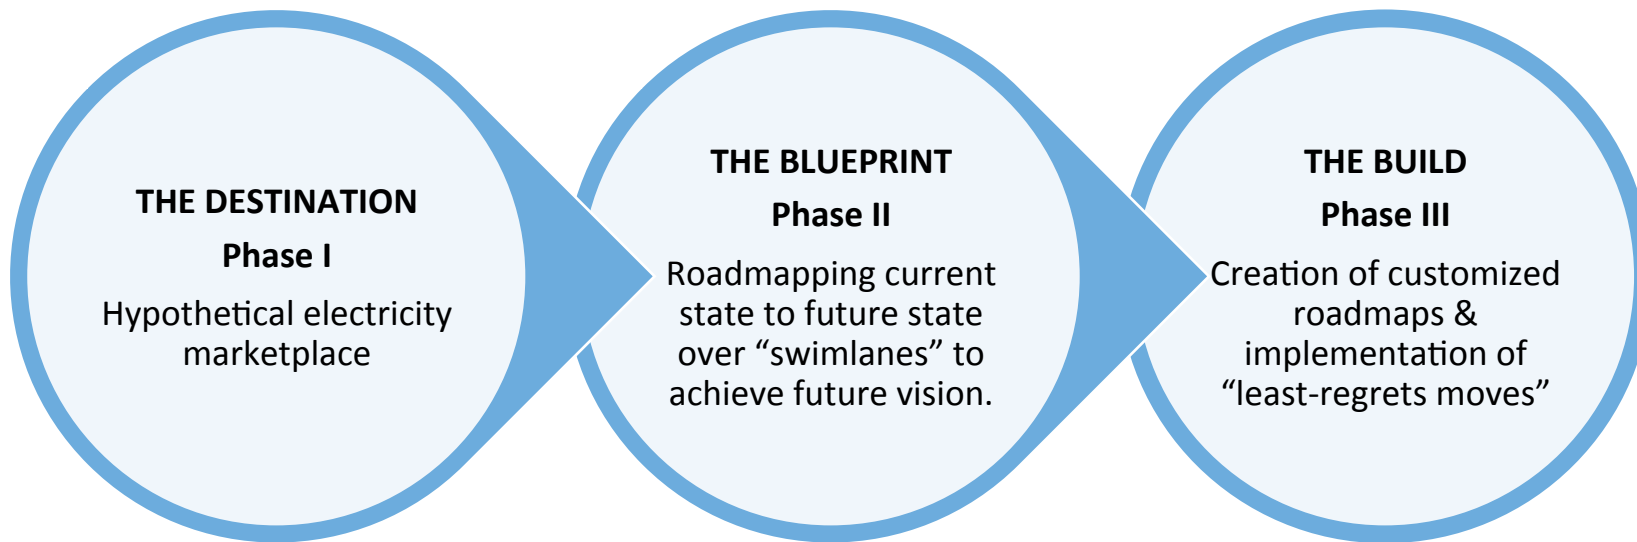 THE DESTINATION
Phase I
Hypothetical electricity
marketplace
THE BLUEPRINT
Phase II
Roadmapping current
state to future state
over “swimlanes” to
achieve future vision.
THE BUILD
Phase III
Creation of customized
roadmaps &
implementation of
“least-regrets moves”